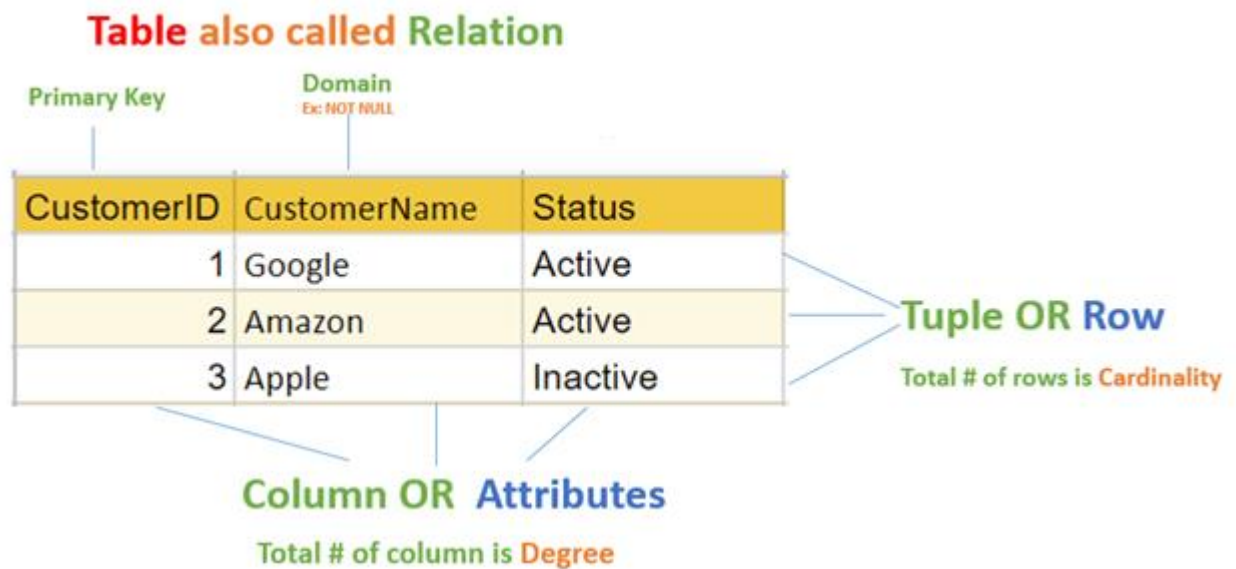 Table also called Relation
Primary Key
Domain
Ex: NOT NULL
CustomerID CustomerName Status
1 Google Active
2 Amazon Active
3 Apple Inactive
Tuple OR Row
Total # of rows is Cardinality
Column OR Attributes
Total # of column is Degree